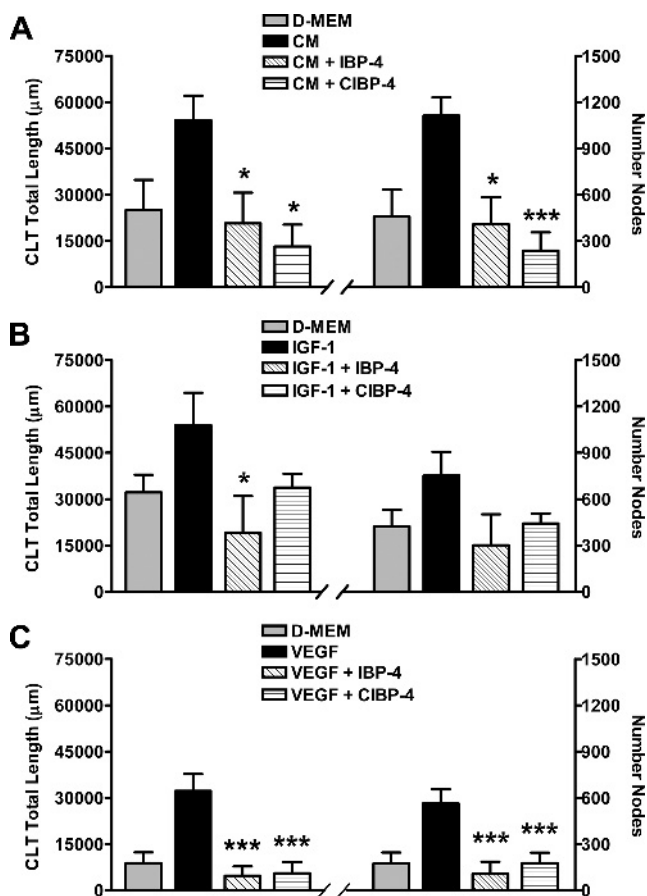 A
D-MEM
CM
CM + IBP-4
CM + CIBP-4
CLT Total Length (μm)
75000
60000
45000
30000
15000
0
* * * ***
1500
1200
900
600
300
0
Number Nodes
B
D-MEM
IGF-1
IGF-1 + IBP-4
IGF-1 + CIBP-4
CLT Total Length (μm)
75000
60000
45000
30000
15000
0
*
1500
1200
900
600
300
0
Number Nodes
C
D-MEM
VEGF
VEGF + IBP-4
VEGF + CIBP-4
CLT Total Length (μm)
75000
60000
45000
30000
15000
0
*** *** *** ***
1500
1200
900
600
300
0
Number Nodes